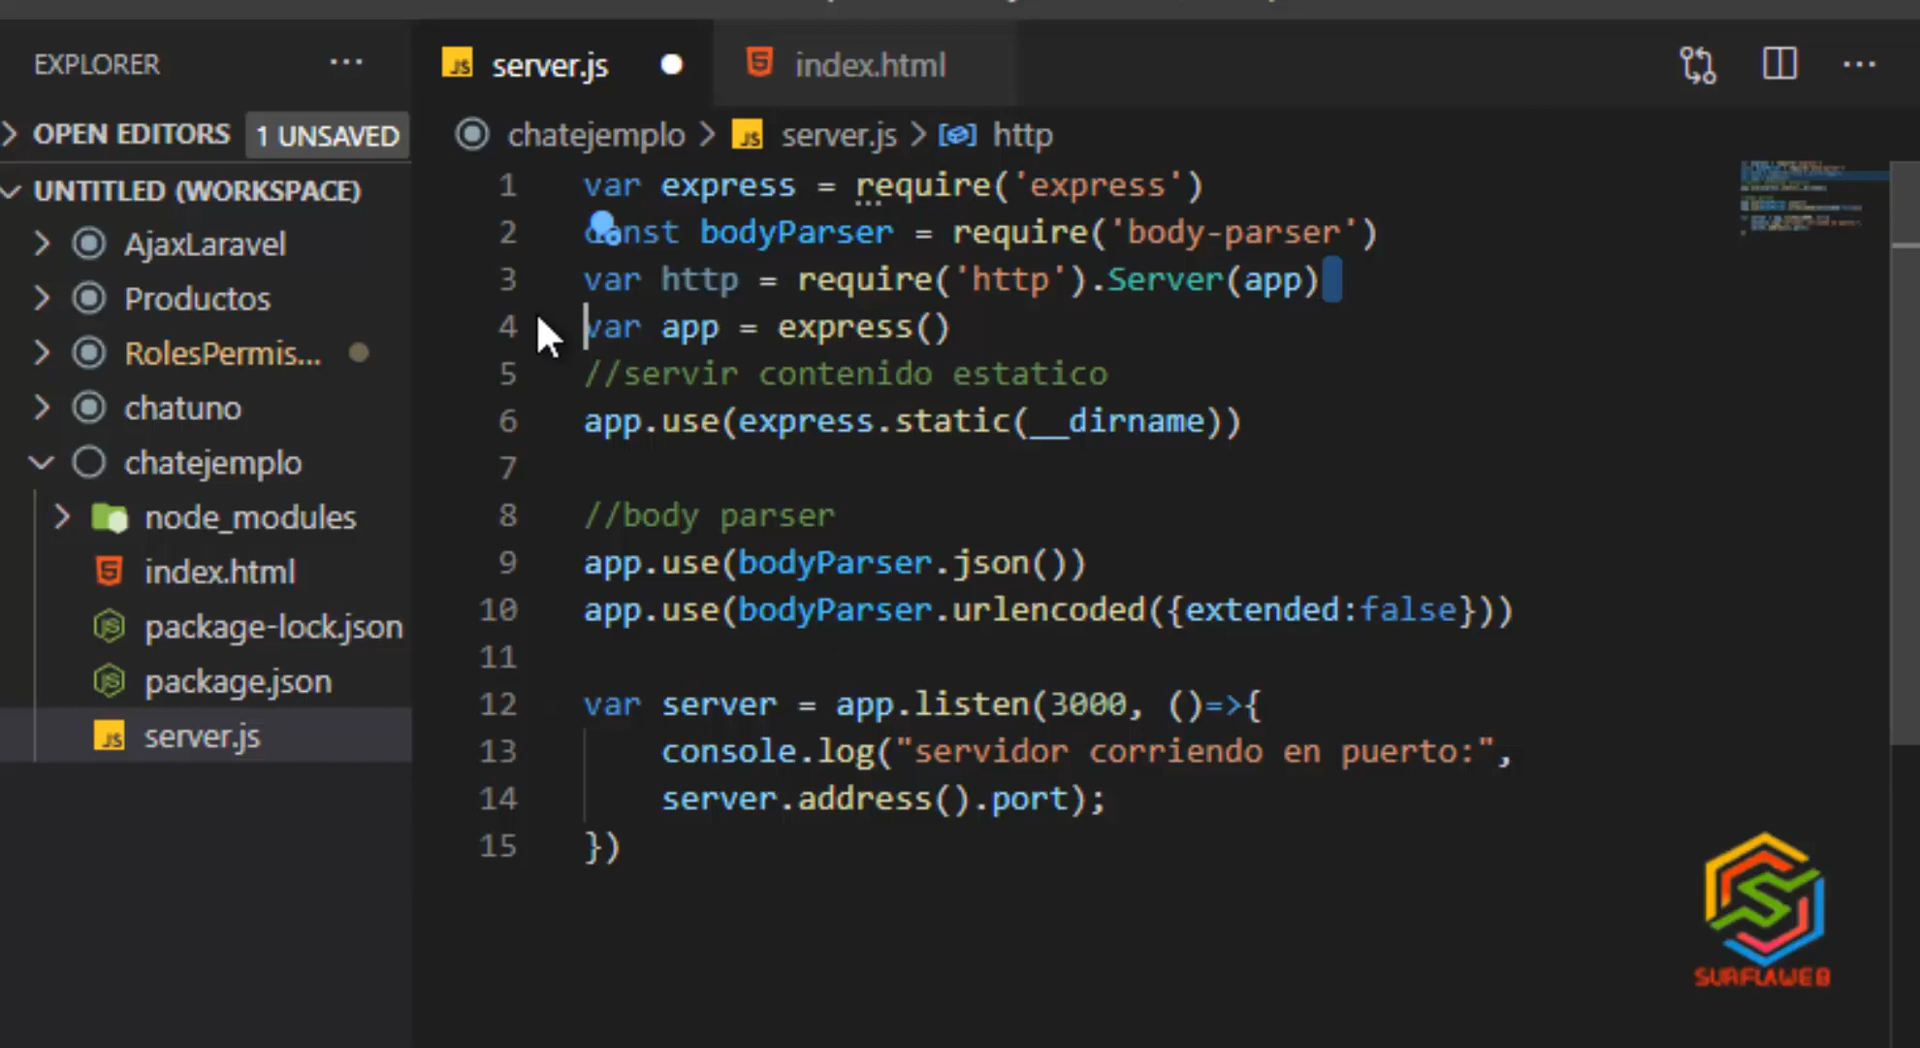 EXPLORER ...
OPEN EDITORS 1 UNSAVED
UNTITLED (WORKSPACE)
AjaxLaravel
Productos
RolesPermis...
chatuno
chatejemplo
node_modules
index.html
package-lock.json
package.json
server.js
server.js index.html ...
chatejemplo > server.js > http
1 var express = require('express')
2 const bodyParser = require('body-parser')
3 var http = require('http').Server(app)
4 var app = express()
5 //servir contenido estatico
6 app.use(express.static(__dirname))
7
8 //body parser
9 app.use(bodyParser.json())
10 app.use(bodyParser.urlencoded({extended:false}))
11
12 var server = app.listen(3000, ()=>{
13 console.log("servidor corriendo en puerto:",
14 server.address().port);
15 })
SURFLAWEB